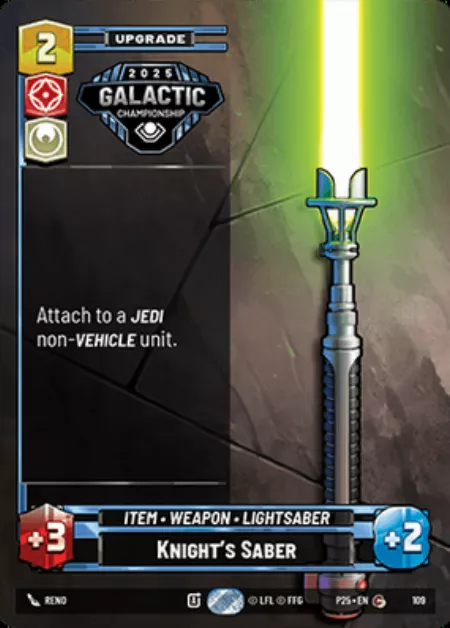 2
UPGRADE
2025
GALACTIC
CHAMPIONSHIP
Attach to a JEDI
non-VEHICLE unit.
ITEM • WEAPON • LIGHTSABER
+3
KNIGHT'S SABER
+2
RENO
© LFL © FFG
P25 • EN
G
109